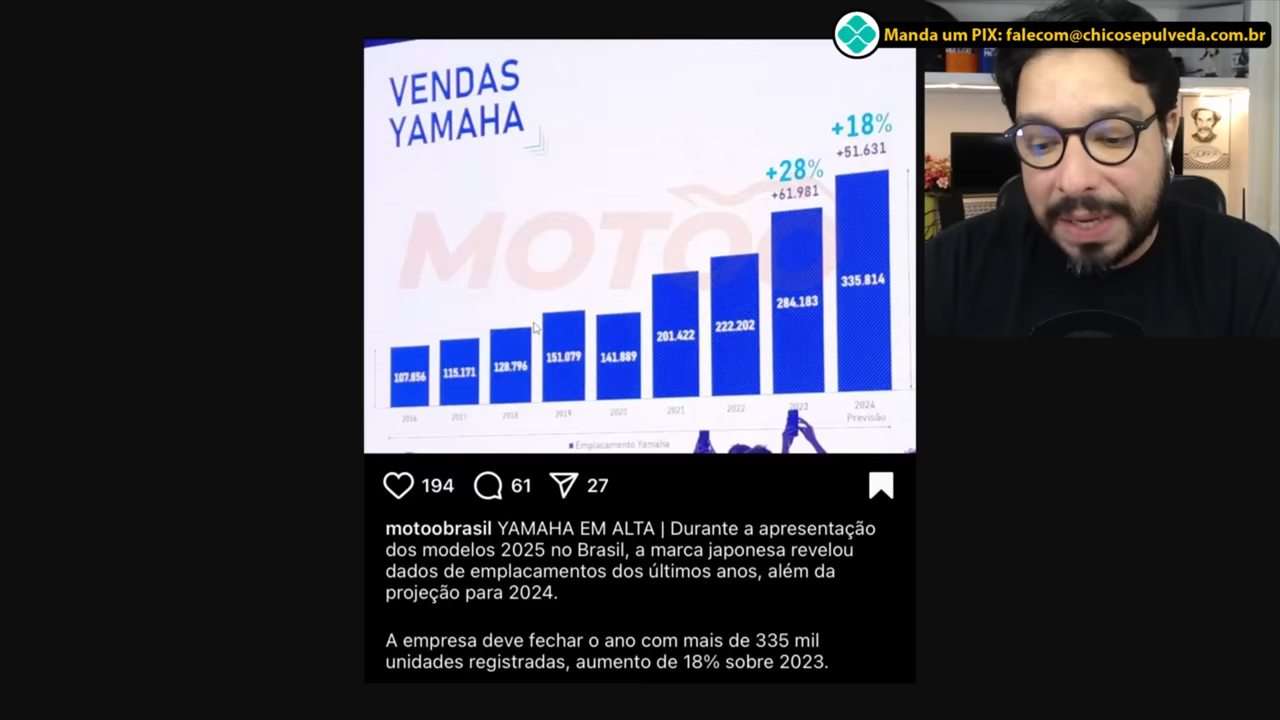 Manda um PIX: falecom@chicosepulveda.com.br
VENDAS
YAMAHA
+18%
+51.631
+28%
+61.981
MOTOO
335.814
284.183
222.202
201.422
151.079
141.889
128.796
115.171
107.856
2016 2017 2018 2019 2020 2021 2022 2023 2024
Previsão
Emplacamento Yamaha
194 61 27
motoobrasil YAMAHA EM ALTA | Durante a apresentação
dos modelos 2025 no Brasil, a marca japonesa revelou
dados de emplacamentos dos últimos anos, além da
projeção para 2024.
A empresa deve fechar o ano com mais de 335 mil
unidades registradas, aumento de 18% sobre 2023.